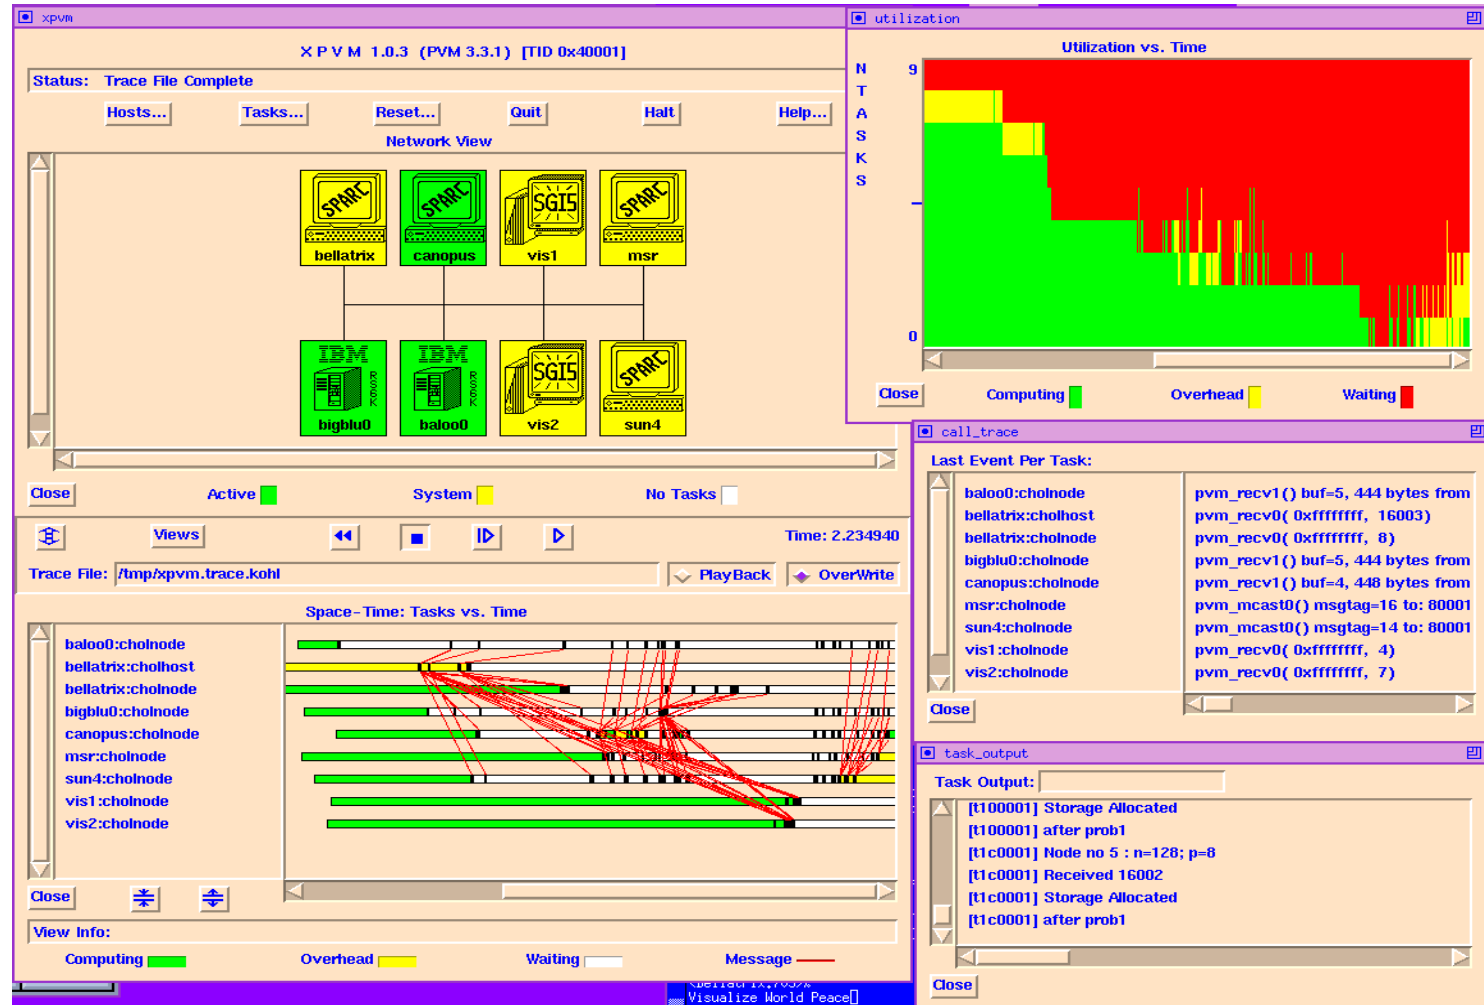 xpvm
X P V M 1.0.3 (PVM 3.3.1) [TID 0x40001]
Status: Trace File Complete
Hosts... Tasks... Reset... Quit Halt Help...
Network View
SPARC SPARC SGI5 SPARC
bellatrix canopus vis1 msr
IBM IBM SGI5 SPARC
RS6K RS6K
bigblu0 baloo0 vis2 sun4
Close Active System No Tasks
Views Time: 2.234940
Trace File: /tmp/xpvm.trace.kohl PlayBack OverWrite
Space-Time: Tasks vs. Time
baloo0:cholnode
bellatrix:cholhost
bellatrix:cholnode
bigblu0:cholnode
canopus:cholnode
msr:cholnode
sun4:cholnode
vis1:cholnode
vis2:cholnode
Close
View Info:
Computing Overhead Waiting Message
utilization
Utilization vs. Time
NTASKS
9
0
Close Computing Overhead Waiting
call_trace
Last Event Per Task:
baloo0:cholnode pvm_recv1() buf=5, 444 bytes from
bellatrix:cholhost pvm_recv0( 0xffffffff, 16003)
bellatrix:cholnode pvm_recv0( 0xffffffff, 8)
bigblu0:cholnode pvm_recv1() buf=5, 444 bytes from
canopus:cholnode pvm_recv1() buf=4, 448 bytes from
msr:cholnode pvm_mcast0() msgtag=16 to: 80001
sun4:cholnode pvm_mcast0() msgtag=14 to: 80001
vis1:cholnode pvm_recv0( 0xffffffff, 4)
vis2:cholnode pvm_recv0( 0xffffffff, 7)
Close
task_output
Task Output:
[t100001] Storage Allocated
[t100001] after prob1
[t1c0001] Node no 5 : n=128; p=8
[t1c0001] Received 16002
[t1c0001] Storage Allocated
[t1c0001] after prob1
Close
Visualize World Peace